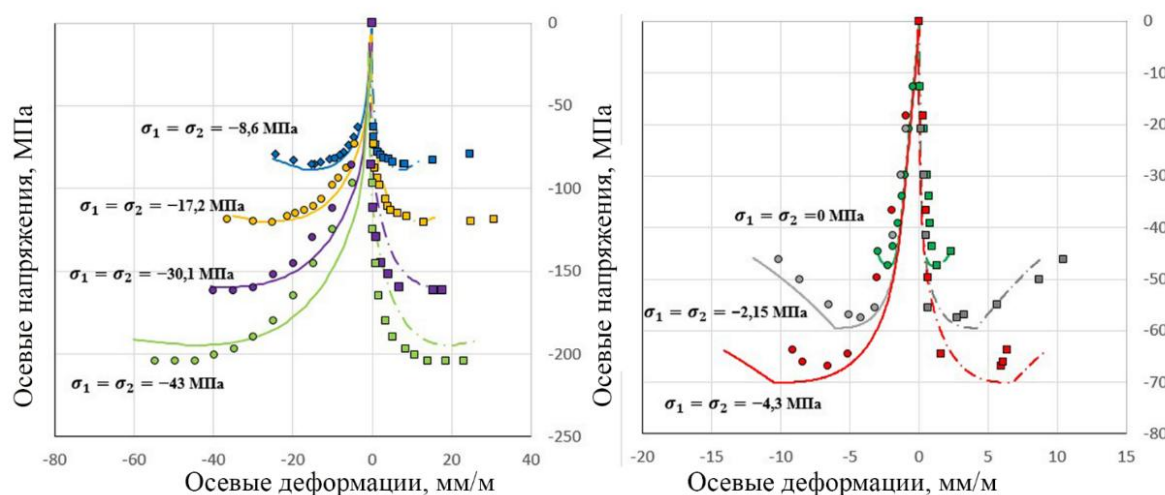 Осевые напряжения, МПа
0
-50
-100
-150
-200
-250
σ₁ = σ₂ = −8,6 МПа
σ₁ = σ₂ = −17,2 МПа
σ₁ = σ₂ = −30,1 МПа
σ₁ = σ₂ = −43 МПа
-80 -60 -40 -20 0 20 40
Осевые деформации, мм/м
Осевые напряжения, МПа
0
-10
-20
-30
-40
-50
-60
-70
-80
σ₁ = σ₂ =0 МПа
σ₁ = σ₂ = −2,15 МПа
σ₁ = σ₂ = −4,3 МПа
-20 -15 -10 -5 0 5 10 15
Осевые деформации, мм/м